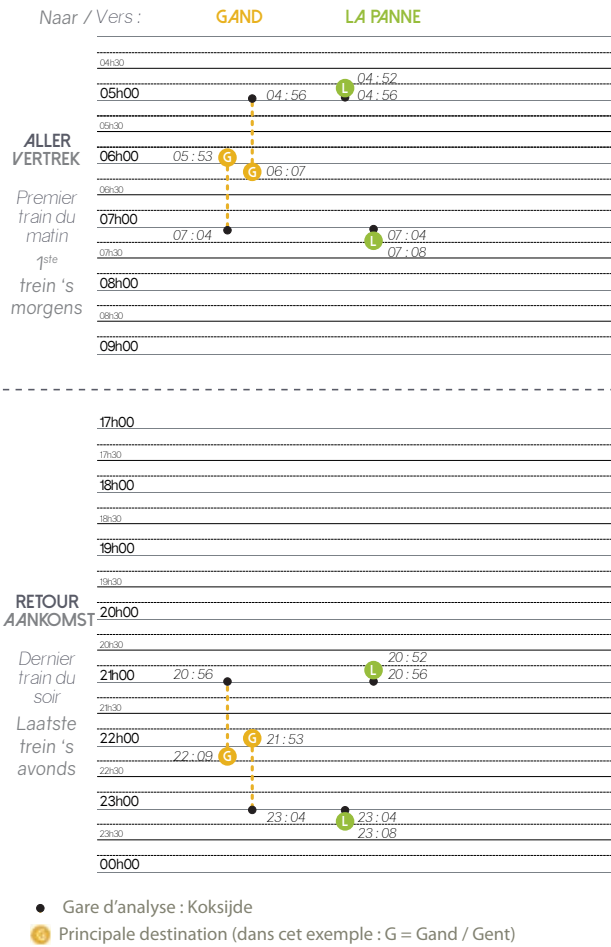 Naar / Vers :
GAND
LA PANNE
04h30
04 : 52
05h00
04 : 56
L
04 : 56
05h30
ALLER
VERTREK
06h00
05 : 53
G
G
06 : 07
Premier
train du
matin
1ste
trein ‘s
morgens
06h30
07h00
07 : 04
07 : 04
L
07h30
07 : 08
08h00
08h30
09h00
17h00
17h30
18h00
18h30
19h00
19h30
RETOUR
AANKOMST
20h00
Dernier
train du
soir
Laatste
trein ‘s
avonds
20h30
20 : 52
L
21h00
20 : 56
20 : 56
21h30
22h00
G
21 : 53
22 : 09
G
22h30
23h00
23 : 04
L
23 : 04
23h30
23 : 08
00h00
Gare d’analyse : Koksijde
G Principale destination (dans cet exemple : G = Gand / Gent)